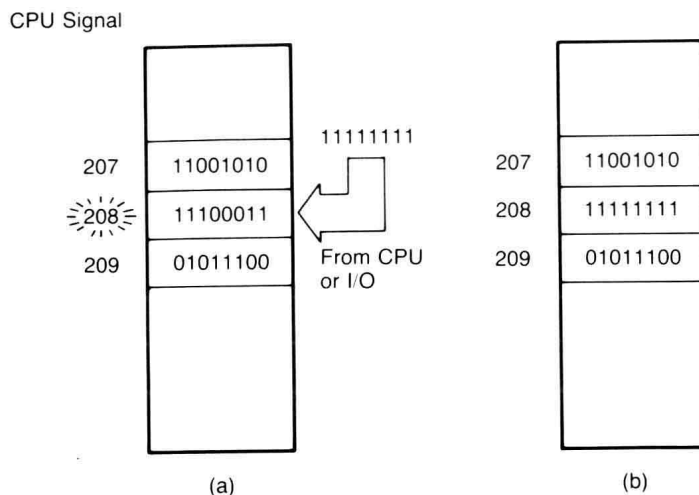 CPU Signal
11111111
207 11001010
208 11100011
209 01011100
From CPU
or I/O
(a)
207 11001010
208 11111111
209 01011100
(b)